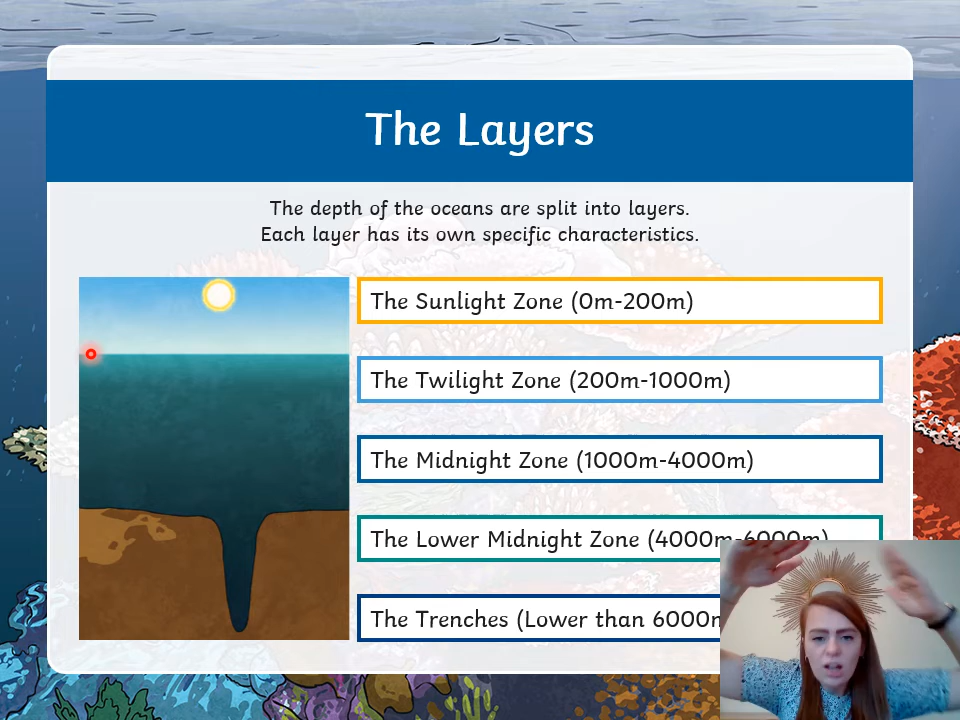 The Layers
The depth of the oceans are split into layers.
Each layer has its own specific characteristics.
The Sunlight Zone (0m-200m)
The Twilight Zone (200m-1000m)
The Midnight Zone (1000m-4000m)
The Lower Midnight Zone (4000m-6000m)
The Trenches (Lower than 6000m